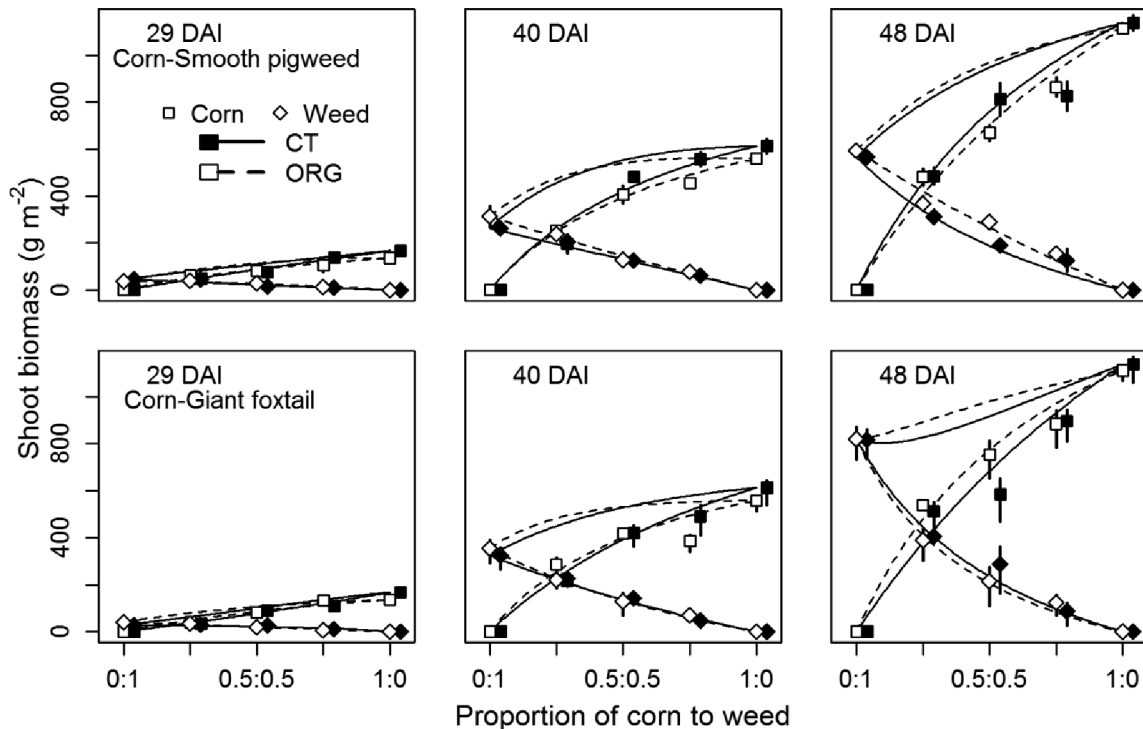 29 DAI
Corn-Smooth pigweed
Corn Weed
CT
ORG
40 DAI
48 DAI
0 400 800
29 DAI
Corn-Giant foxtail
40 DAI
48 DAI
0 400 800
Shoot biomass (g m-2)
0:1 0.5:0.5 1:0
0:1 0.5:0.5 1:0
0:1 0.5:0.5 1:0
Proportion of corn to weed